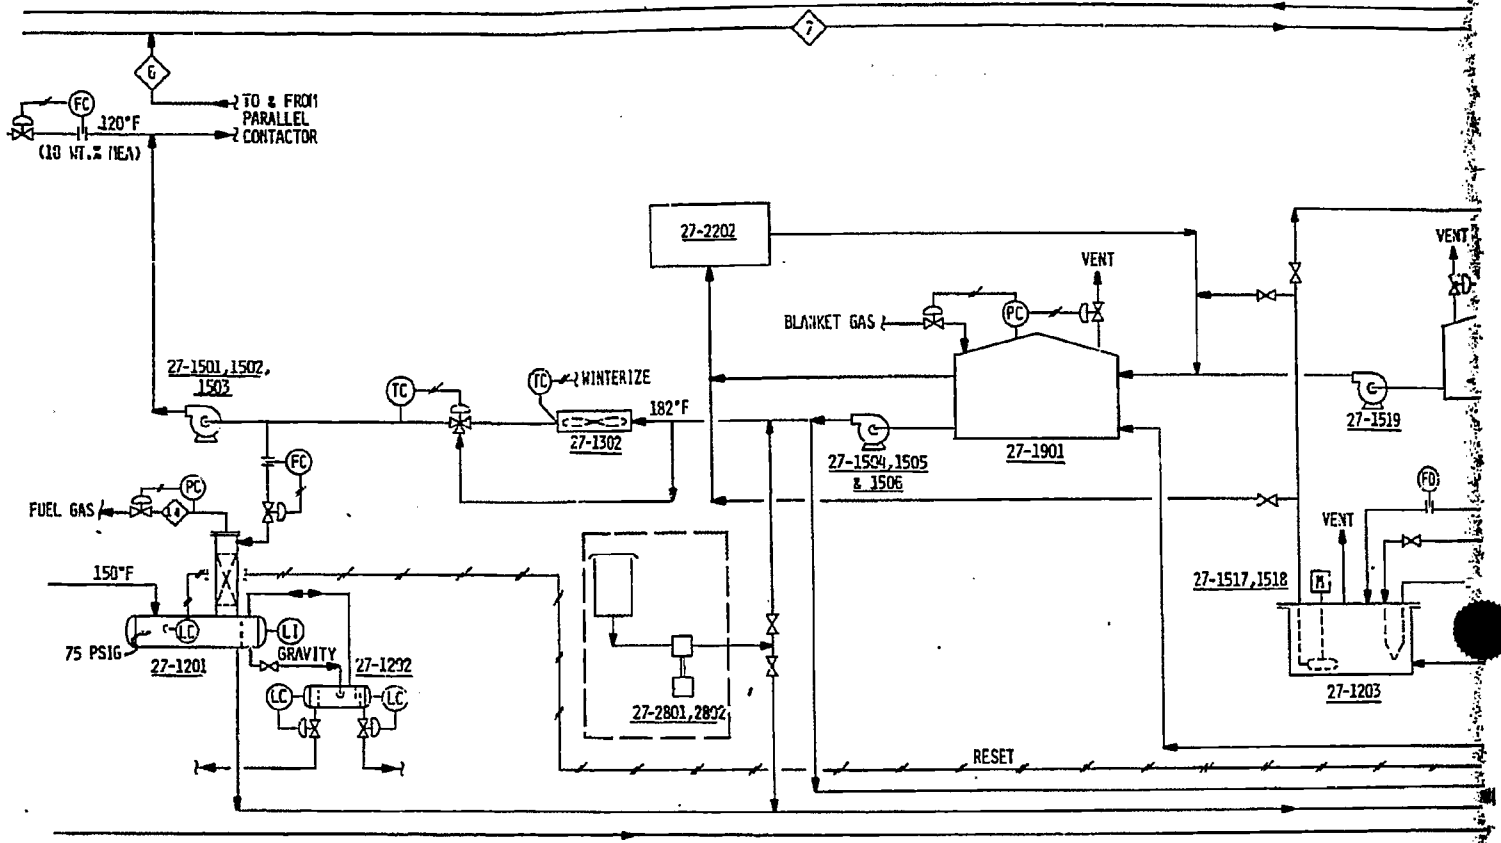 7
6
TO & FROM
PARALLEL
CONTACTOR
FC
120°F
(18 WT.% MEA)
27-2202
VENT
VENT
BLANKET GAS
PC
27-1501,1502,
1503
TC
TC
WINTERIZE
182°F
27-1302
27-1504,1505
& 1506
27-1901
27-1519
FC
PC
FUEL GAS
14
FO
VENT
150°F
27-1517,1518
M
LC
LI
75 PSIG
27-1201
GRAVITY
27-1202
LC
LC
27-2801,2802
27-1203
RESET